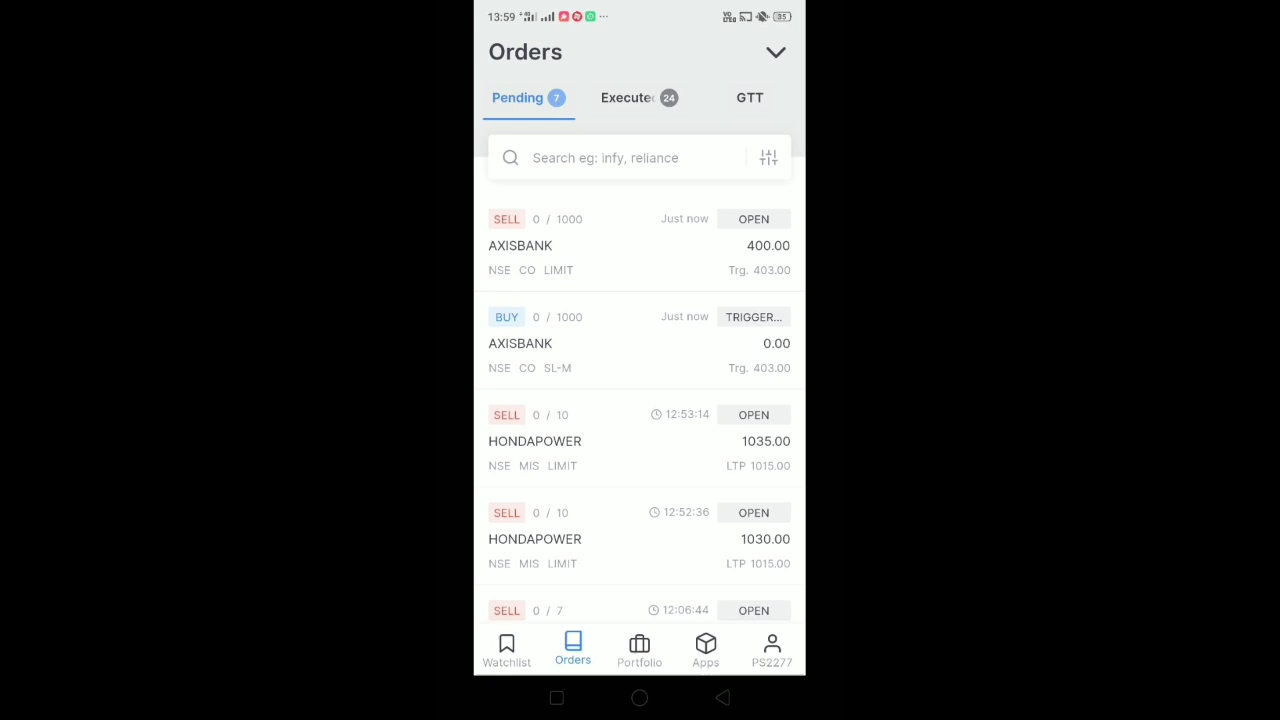 13:59 35
Orders
Pending 7 Execute 24 GTT
Search eg: infy, reliance
SELL 0 / 1000 Just now OPEN
AXISBANK 400.00
NSE CO LIMIT Trg. 403.00
BUY 0 / 1000 Just now TRIGGER...
AXISBANK 0.00
NSE CO SL-M Trg. 403.00
SELL 0 / 10 12:53:14 OPEN
HONDAPOWER 1035.00
NSE MIS LIMIT LTP 1015.00
SELL 0 / 10 12:52:36 OPEN
HONDAPOWER 1030.00
NSE MIS LIMIT LTP 1015.00
SELL 0 / 7 12:06:44 OPEN
Watchlist Orders Portfolio Apps PS2277